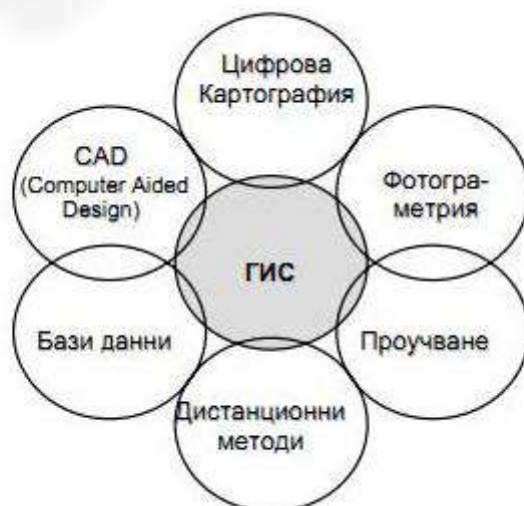 Цифрова
Картография
CAD
(Computer Aided
Design)
Фотогра-
метрия
ГИС
Бази данни
Проучване
Дистанционни
методи